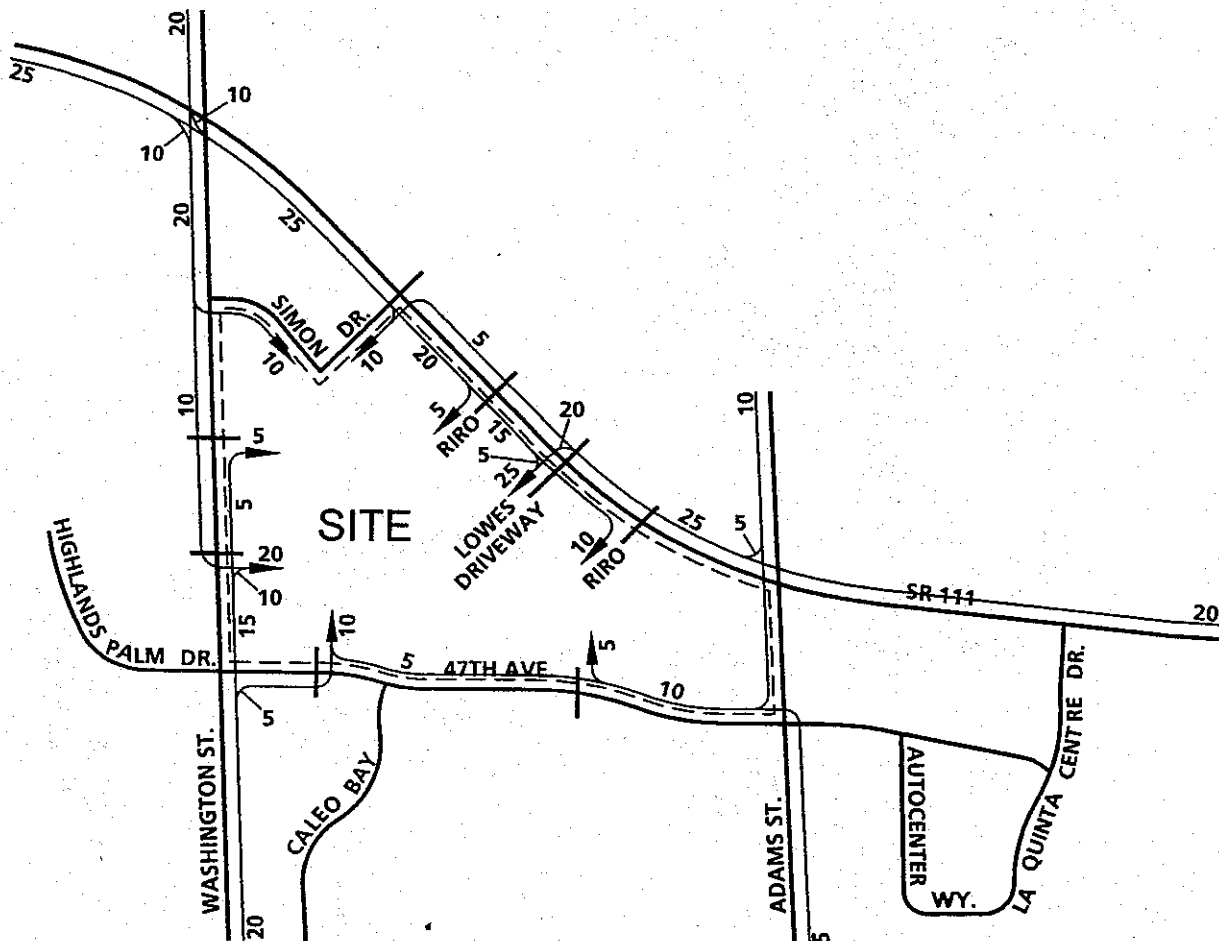 20
25
10
10
20
25
SIMON
DR.
10
10
20
5
5
RIRO
15
20
5
25
LOWES
DRIVEWAY
10
RIRO
25
5
10
SR 111
20
10
5
5
20
10
15
SITE
HIGHLANDS
PALM DR.
10
5
47TH AVE
5
10
5
WASHINGTON ST.
20
CALEO BAY
ADAMS ST.
5
AUTOCENTER
WY.
LA QUINTA CENTRE DR.